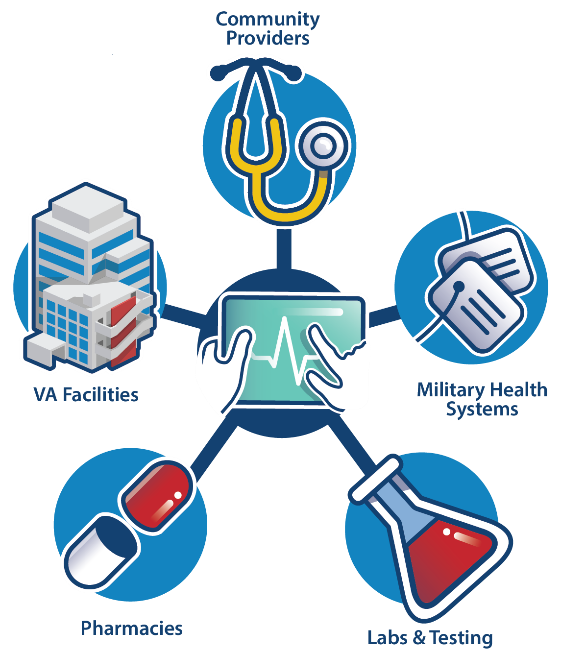 Community
Providers
VA Facilities
Military Health
Systems
Pharmacies
Labs & Testing